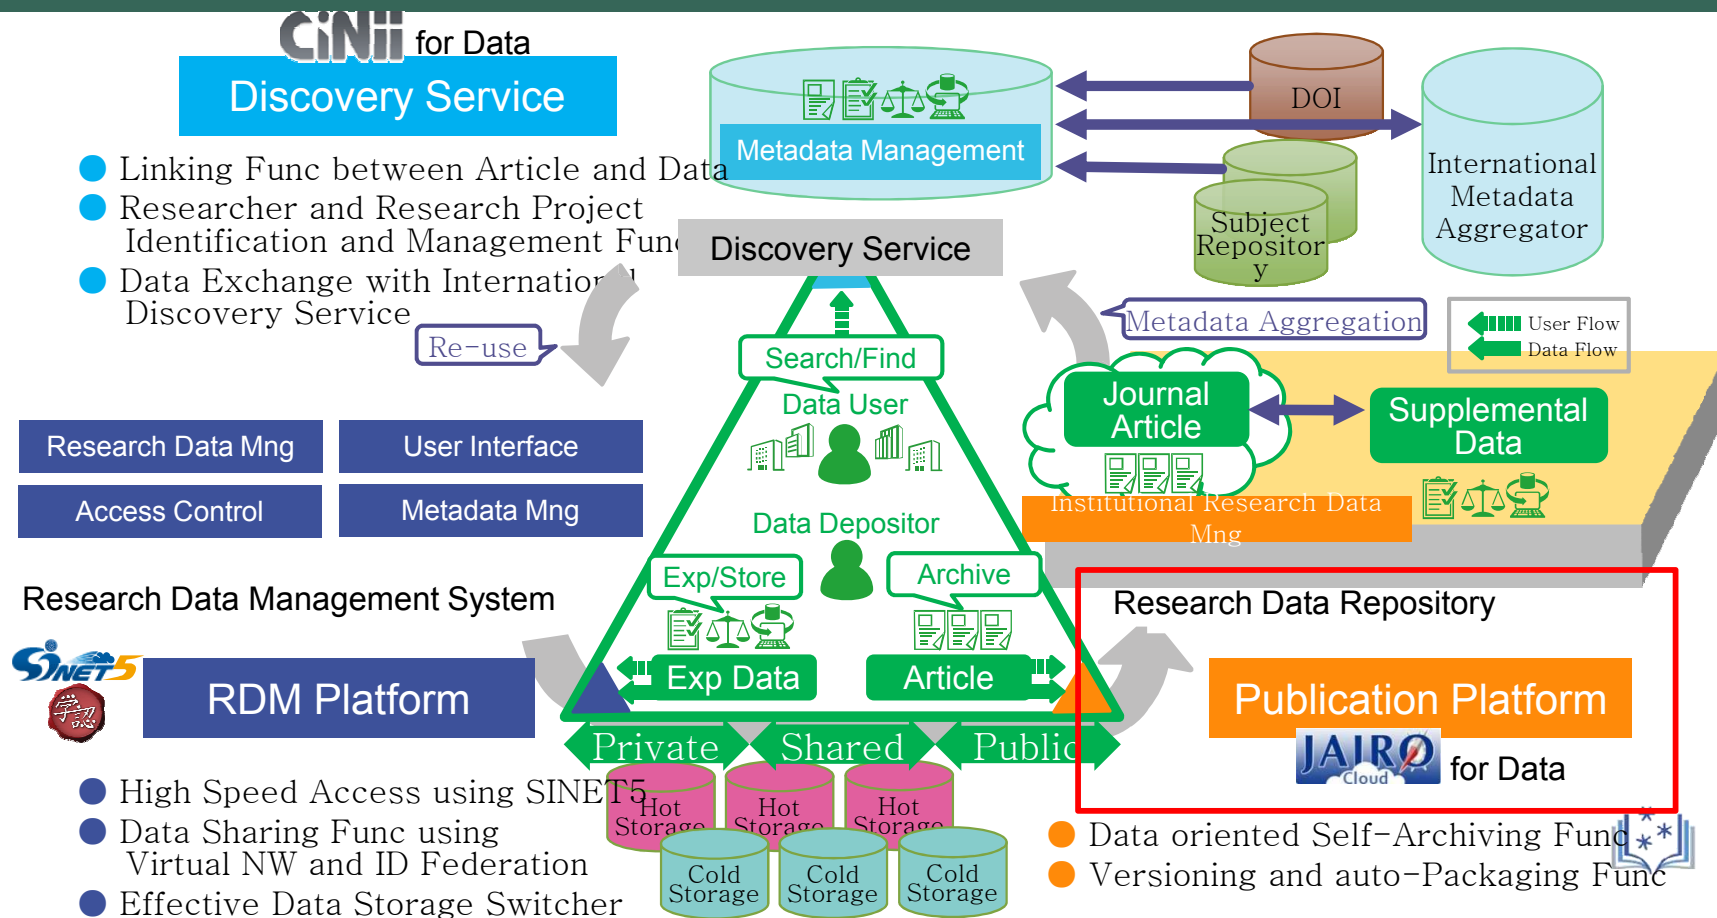 CiNii for Data
Discovery Service
Linking Func between Article and Data
Researcher and Research Project
Identification and Management Func
Data Exchange with International
Discovery Service
Re-use
Metadata Management
DOI
Subject
Repositor
y
International
Metadata
Aggregator
Discovery Service
Metadata Aggregation
User Flow
Data Flow
Search/Find
Data User
Data Depositor
Exp/Store
Archive
Exp Data
Article
Journal
Article
Supplemental
Data
Institutional Research Data
Mng
Research Data Mng
User Interface
Access Control
Metadata Mng
Research Data Management System
SINET5
学認
RDM Platform
High Speed Access using SINET5
Data Sharing Func using
Virtual NW and ID Federation
Effective Data Storage Switcher
Private
Shared
Public
Hot
Storage
Hot
Storage
Hot
Storage
Cold
Storage
Cold
Storage
Cold
Storage
Research Data Repository
Publication Platform
JAIRO
Cloud
for Data
Data oriented Self-Archiving Func
Versioning and auto-Packaging Func